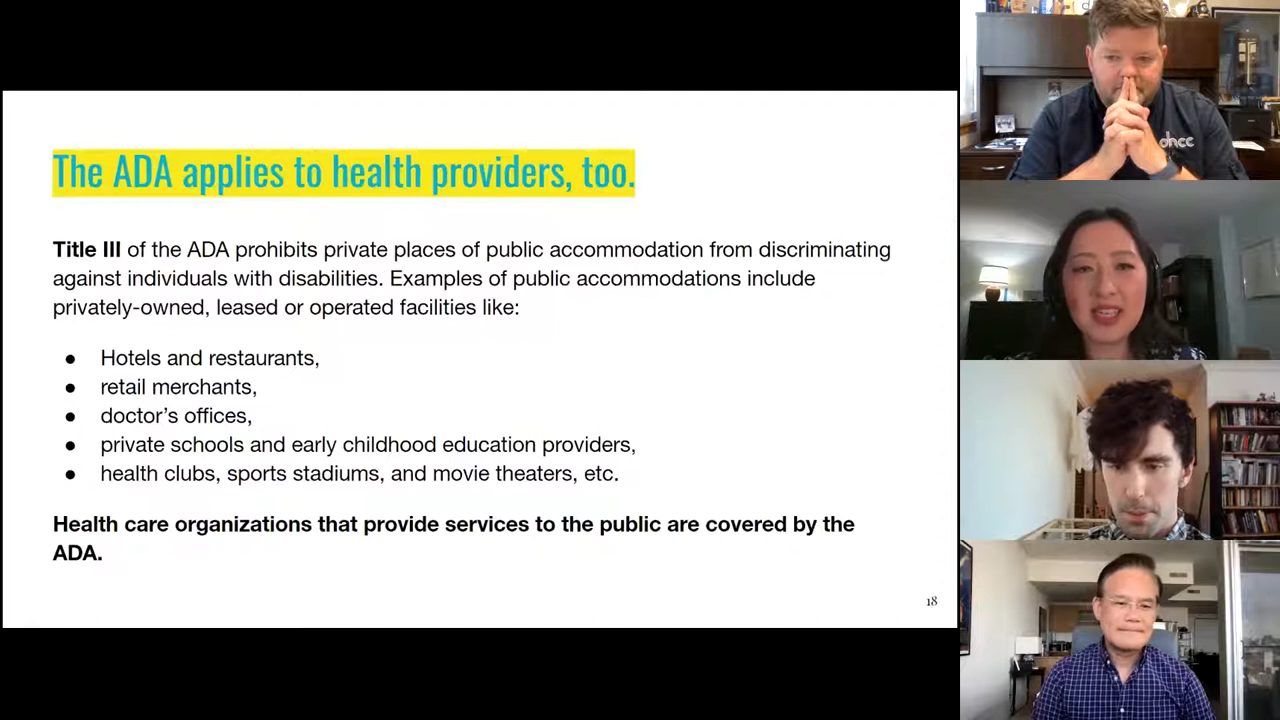 The ADA applies to health providers, too.
Title III of the ADA prohibits private places of public accommodation from discriminating
against individuals with disabilities. Examples of public accommodations include
privately-owned, leased or operated facilities like:
● Hotels and restaurants,
● retail merchants,
● doctor’s offices,
● private schools and early childhood education providers,
● health clubs, sports stadiums, and movie theaters, etc.
Health care organizations that provide services to the public are covered by the
ADA.
18
dhcc